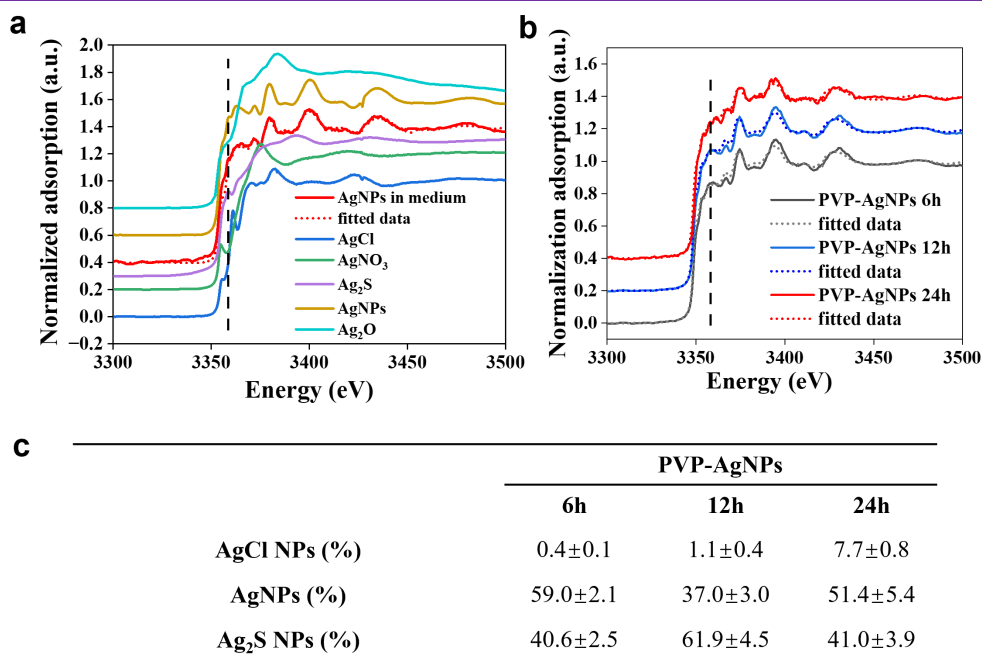 a
Normalized adsorption (a.u.)
2.0
1.8
1.6
1.4
1.2
1.0
0.8
0.6
0.4
0.2
0.0
−0.2
AgNPs in medium
fitted data
AgCl
AgNO₃
Ag₂S
AgNPs
Ag₂O
3300 3350 3400 3450 3500
Energy (eV)
b
Normalization adsorption (a.u.)
1.6
1.4
1.2
1.0
0.8
0.6
0.4
0.2
0.0
PVP-AgNPs 6h
fitted data
PVP-AgNPs 12h
fitted data
PVP-AgNPs 24h
fitted data
3300 3350 3400 3450 3500
Energy (eV)
c
PVP-AgNPs
6h 12h 24h
AgCl NPs (%) 0.4±0.1 1.1±0.4 7.7±0.8
AgNPs (%) 59.0±2.1 37.0±3.0 51.4±5.4
Ag₂S NPs (%) 40.6±2.5 61.9±4.5 41.0±3.9